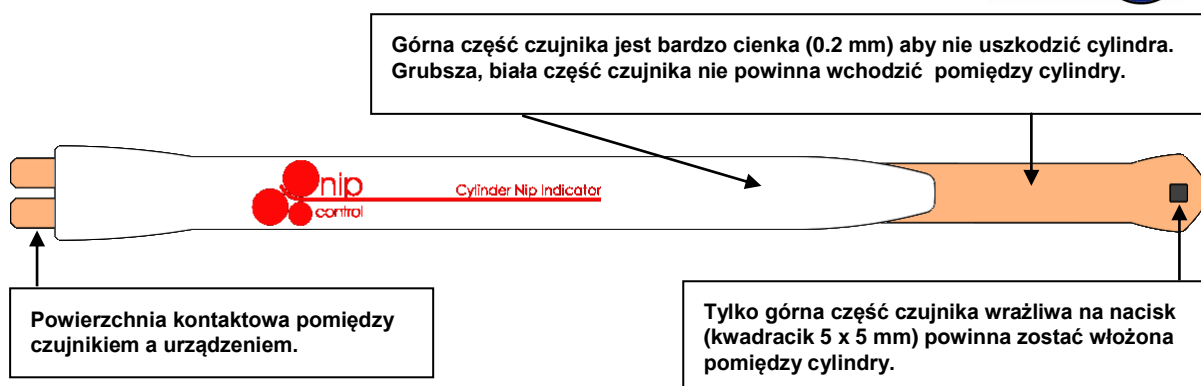 Górna część czujnika jest bardzo cienka (0.2 mm) aby nie uszkodzić cylindra.
Grubsza, biała część czujnika nie powinna wchodzić pomiędzy cylindry.
nip
control
Cylinder Nip Indicator
Powierzchnia kontaktowa pomiędzy
czujnikiem a urządzeniem.
Tylko górna część czujnika wrażliwa na nacisk
(kwadracik 5 x 5 mm) powinna zostać włożona
pomiędzy cylindry.